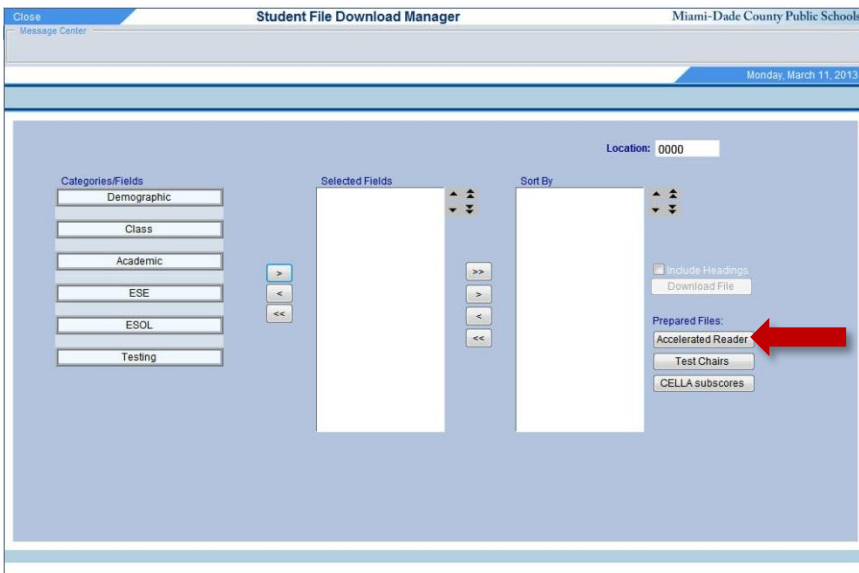 Close
Student File Download Manager
Miami-Dade County Public Schools
Message Center
Monday, March 11, 2013
Location: 0000
Categories/Fields
Selected Fields
Sort By
Demographic
Class
Academic
ESE
ESOL
Testing
>
<
<<
>>
>
<
<<
Include Headings
Download File
Prepared Files:
Accelerated Reader
Test Chairs
CELLA subscores